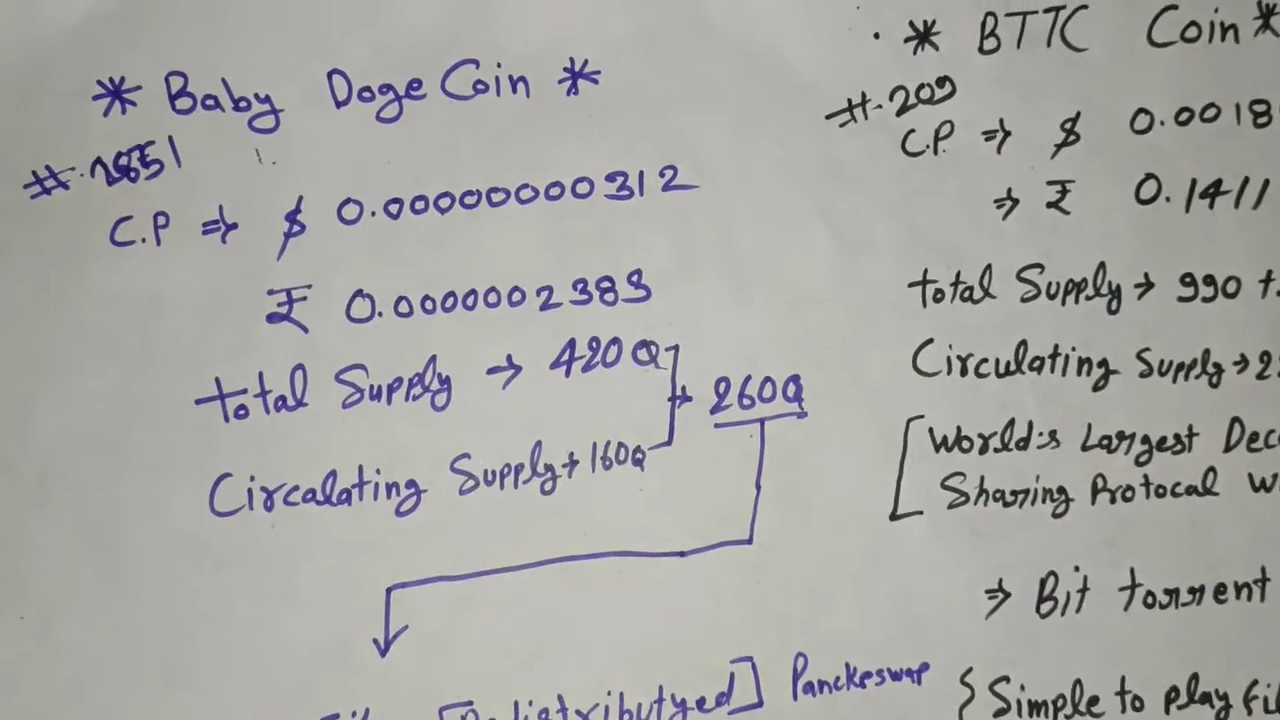 * Baby Doge Coin *
#.2851
C.P ⇒ $ 0.00000000312
₹ 0.0000002383
total Supply → 420Q
Circalating Supply → 160Q
260Q
Panckeswap
* BTTC Coin *
#.209
C.P. ⇒ $ 0.0018
⇒ ₹ 0.1411
total Supply → 990 t.
Circulating Supply → 2
World's Largest Dec
Sharing Protocal W
⇒ Bit torrent
Simple to play Fi